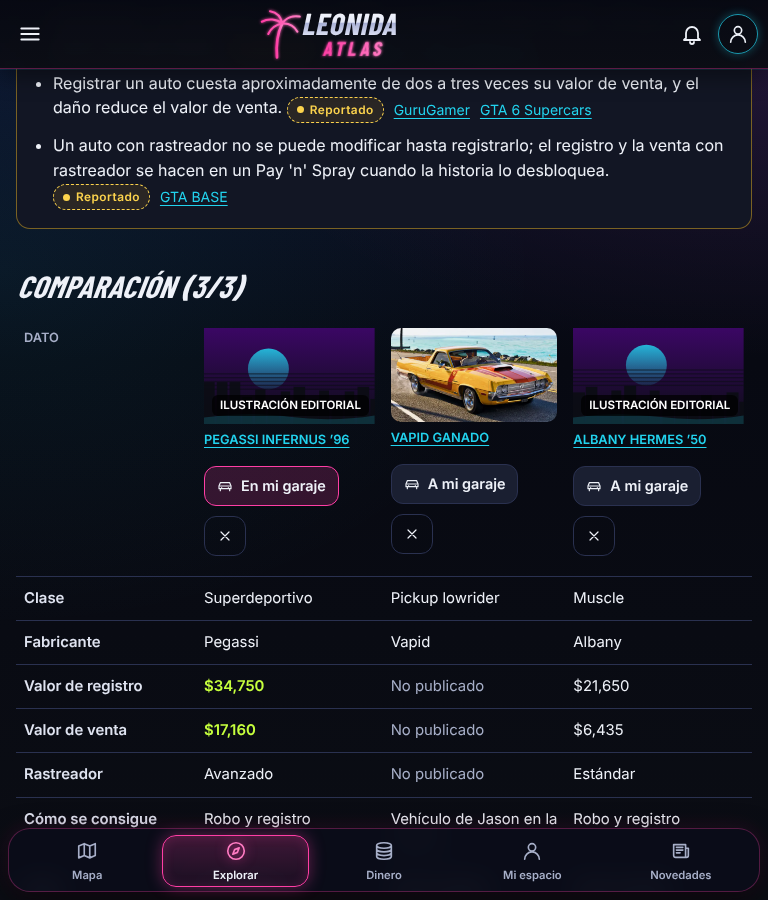 LEONIDA
ATLAS
• Registrar un auto cuesta aproximadamente de dos a tres veces su valor de venta, y el
daño reduce el valor de venta. Reportado GuruGamer GTA 6 Supercars
• Un auto con rastreador no se puede modificar hasta registrarlo; el registro y la venta con
rastreador se hacen en un Pay 'n' Spray cuando la historia lo desbloquea.
Reportado GTA BASE
COMPARACIÓN (3/3)
DATO
ILUSTRACIÓN EDITORIAL ILUSTRACIÓN EDITORIAL
PEGASSI INFERNUS ’96 VAPID GANADO ALBANY HERMES ’50
En mi garaje A mi garaje A mi garaje
Clase Superdeportivo Pickup lowrider Muscle
Fabricante Pegassi Vapid Albany
Valor de registro $34,750 No publicado $21,650
Valor de venta $17,160 No publicado $6,435
Rastreador Avanzado No publicado Estándar
Cómo se consigue Robo y registro Vehículo de Jason en la Robo y registro
Mapa Explorar Dinero Mi espacio Novedades